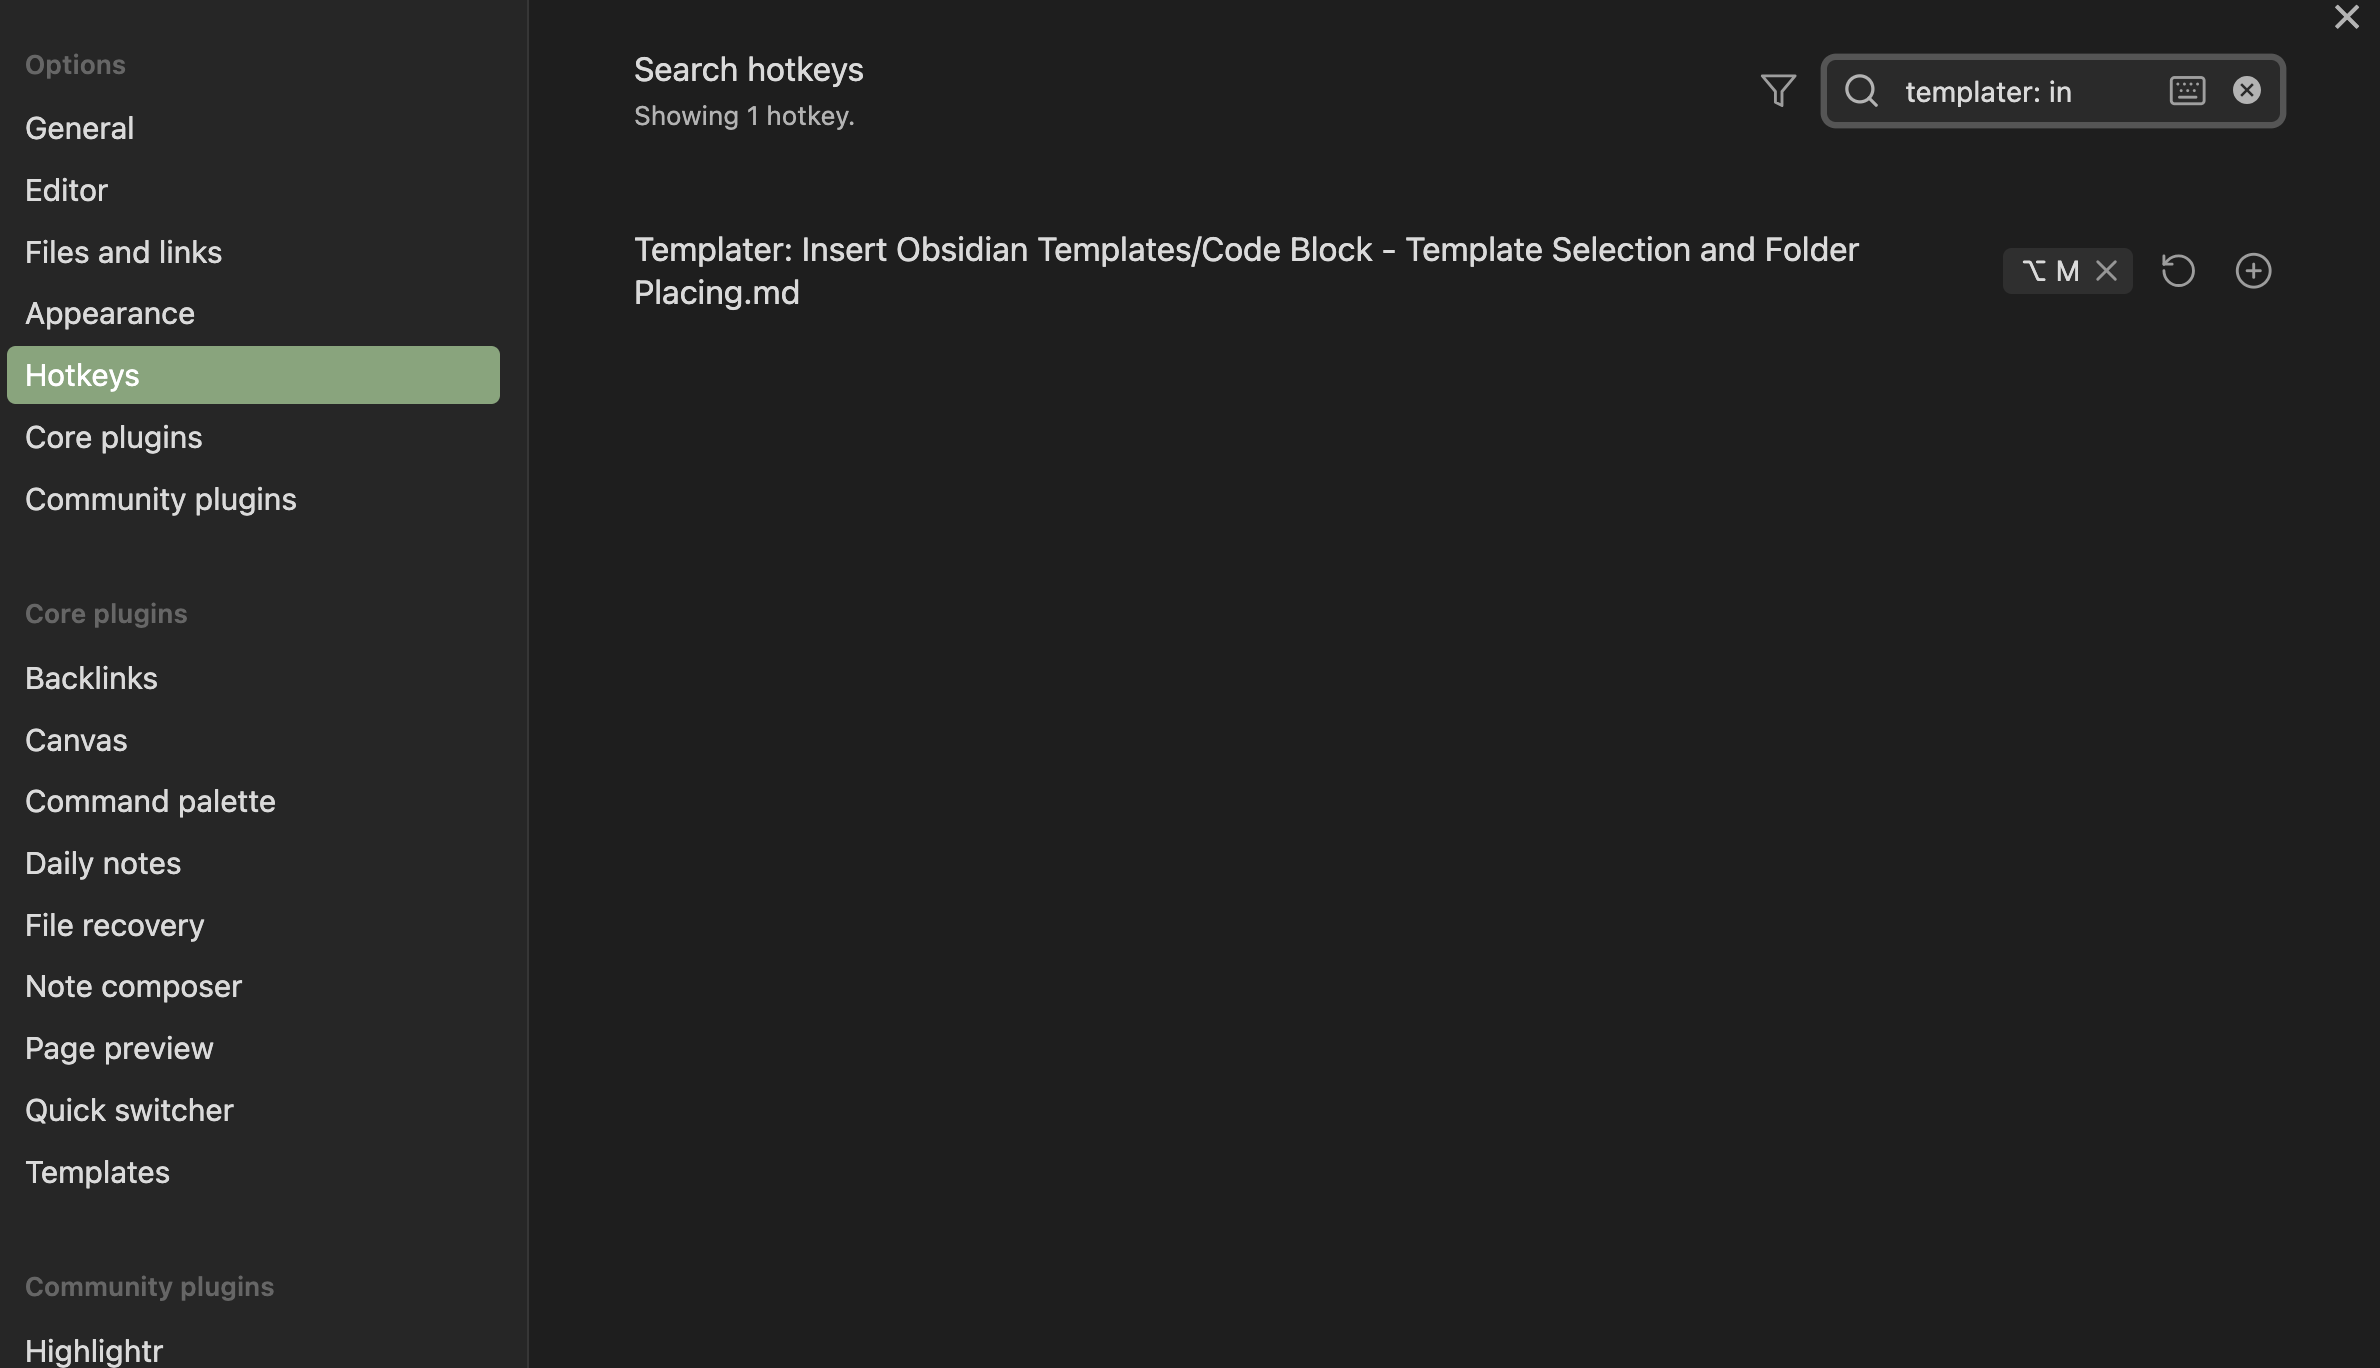 Options
General
Editor
Files and links
Appearance
Hotkeys
Core plugins
Community plugins
Core plugins
Backlinks
Canvas
Command palette
Daily notes
File recovery
Note composer
Page preview
Quick switcher
Templates
Community plugins
Highlightr
Search hotkeys
Showing 1 hotkey.
templater: in
Templater: Insert Obsidian Templates/Code Block - Template Selection and Folder
Placing.md
⌥ M